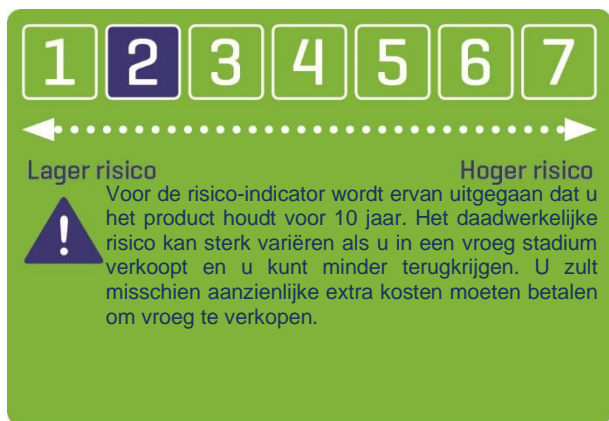 1 2 3 4 5 6 7
Lager risico Hoger risico
!
Voor de risico-indicator wordt ervan uitgegaan dat u
het product houdt voor 10 jaar. Het daadwerkelijke
risico kan sterk variëren als u in een vroeg stadium
verkoopt en u kunt minder terugkrijgen. U zult
misschien aanzienlijke extra kosten moeten betalen
om vroeg te verkopen.